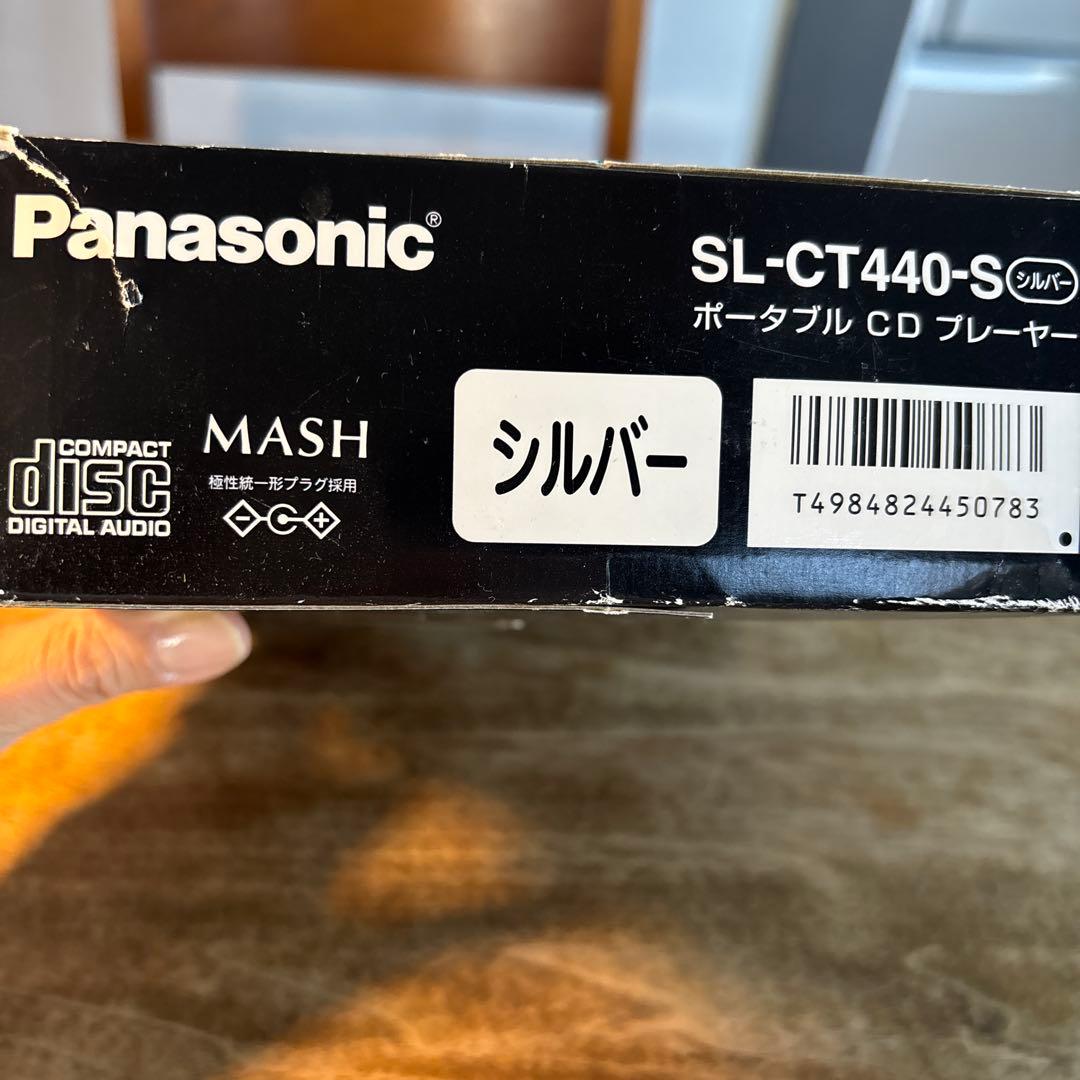 Panasonic®
SL-CT440-S シルバー
ポータブル CD プレーヤー
COMPACT
disc
DIGITAL AUDIO
MASH
極性統一形プラグ採用
シルバー
T4984824450783